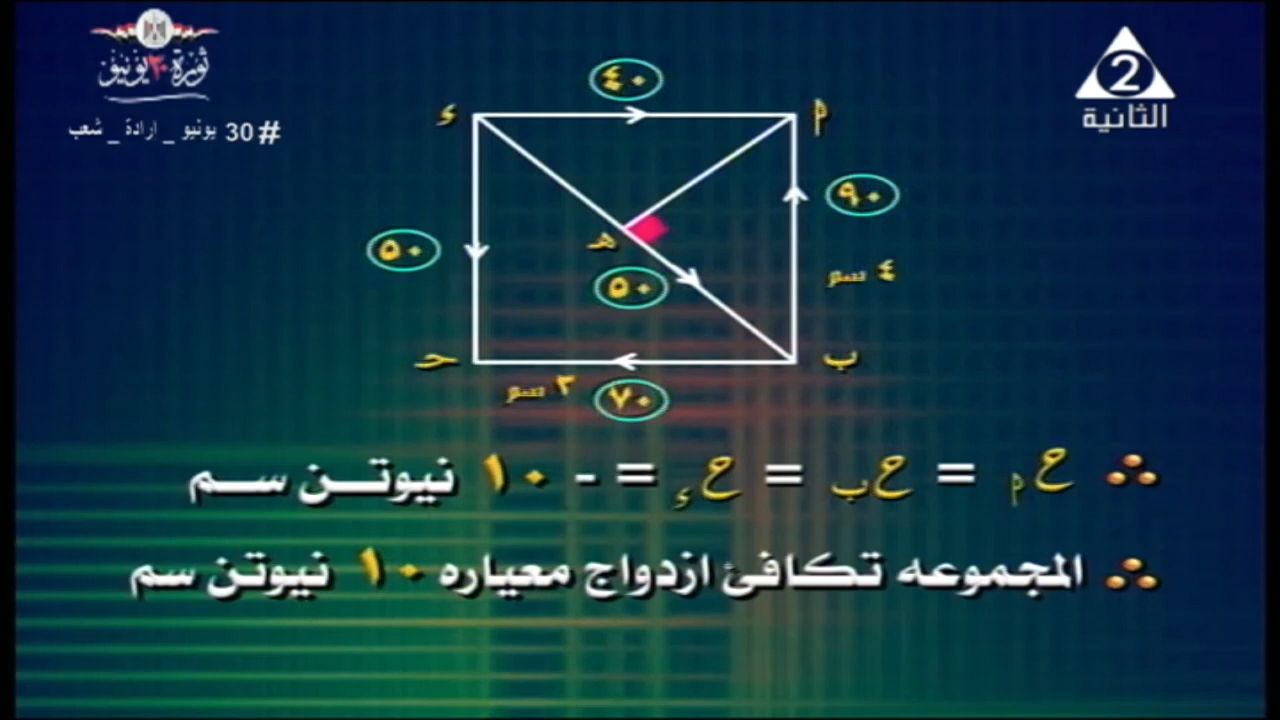 ثورة ٣٠ يونيو
#30 يونيو _ ارادة _ شعب
2
الثانية
٤٠
ء
م
٩٠
٥٠
هـ
٤ سم
٥٠
حـ
ب
٣ سم
٧٠
∴ ح م = ح ب = ح ء = - ١٠ نيوتن سم
∴ المجموعه تكافئ ازدواج معياره ١٠ نيوتن سم